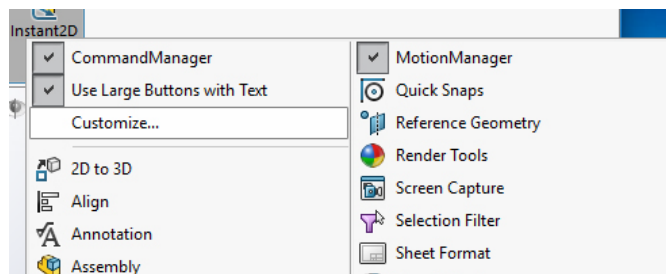 Instant2D
CommandManager
Use Large Buttons with Text
Customize...
2D to 3D
Align
Annotation
Assembly
MotionManager
Quick Snaps
Reference Geometry
Render Tools
Screen Capture
Selection Filter
Sheet Format